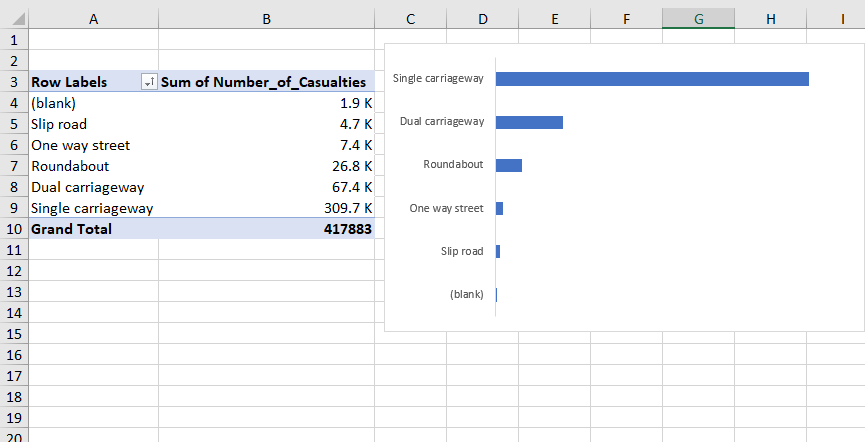 A B C D E F G H I
1
2
3 Row Labels Sum of Number_of_Casualties
4 (blank) 1.9 K
5 Slip road 4.7 K
6 One way street 7.4 K
7 Roundabout 26.8 K
8 Dual carriageway 67.4 K
9 Single carriageway 309.7 K
10 Grand Total 417883
11
12
13
14
15
16
17
18
19
20
Single carriageway
Dual carriageway
Roundabout
One way street
Slip road
(blank)